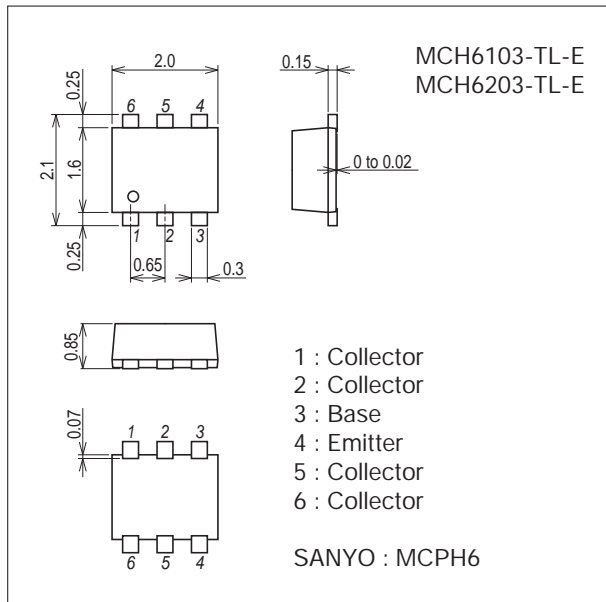 MCH6103-TL-E
MCH6203-TL-E
2.0
0.15
0.25
6 5 4
2.1
1.6
0 to 0.02
0.25
1 2 3
0.65
0.3
0.85
0.07
1 2 3
6 5 4
1 : Collector
2 : Collector
3 : Base
4 : Emitter
5 : Collector
6 : Collector
SANYO : MCPH6